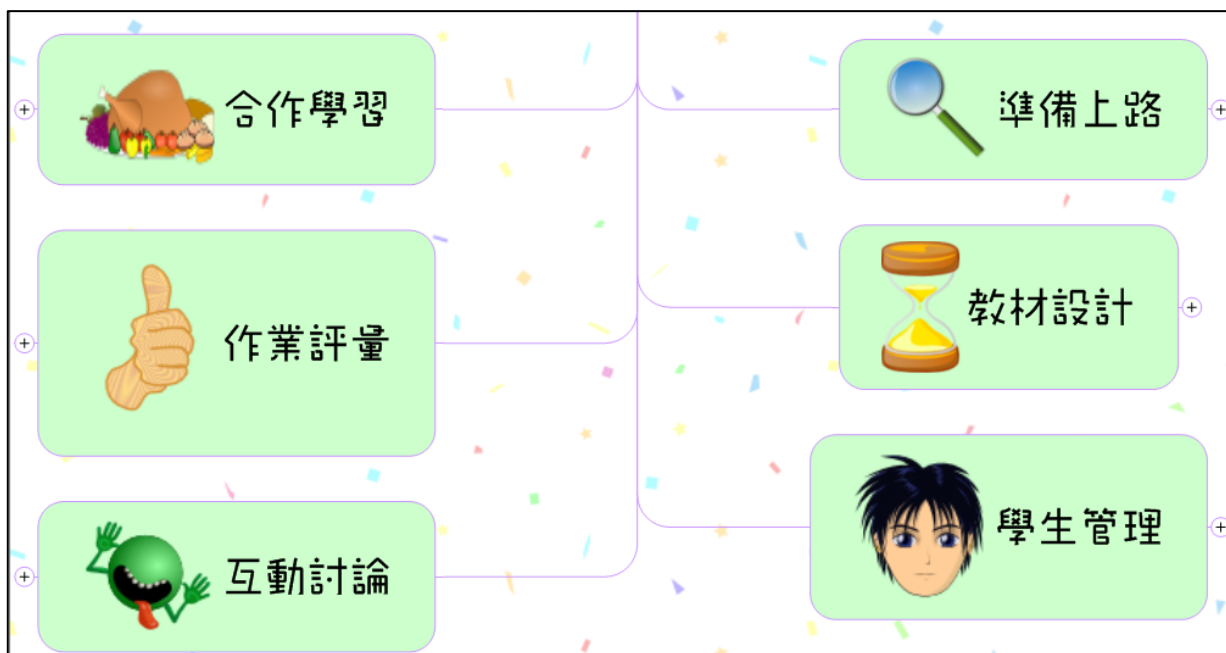 合作學習
作業評量
互動討論
準備上路
教材設計
學生管理